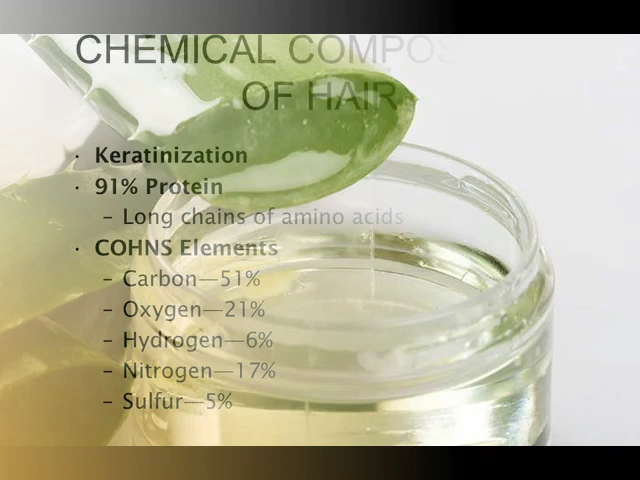 CHEMICAL COMPOS
OF HAIR
· Keratinization
· 91% Protein
– Long chains of amino acids
· COHNS Elements
– Carbon—51%
– Oxygen—21%
– Hydrogen—6%
– Nitrogen—17%
– Sulfur—5%